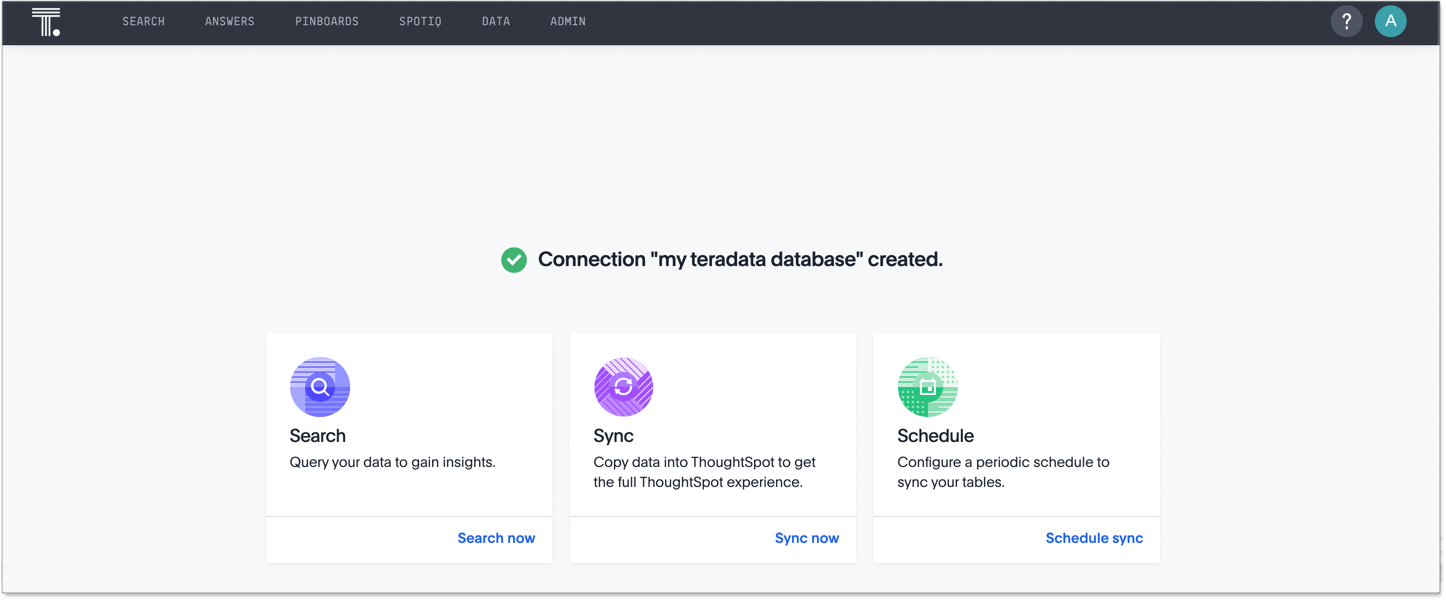 T.
SEARCH ANSWERS PINBOARDS SPOTIQ DATA ADMIN ? A
Connection "my teradata database" created.
Search
Query your data to gain insights.
Search now
Sync
Copy data into ThoughtSpot to get
the full ThoughtSpot experience.
Sync now
Schedule
Configure a periodic schedule to
sync your tables.
Schedule sync